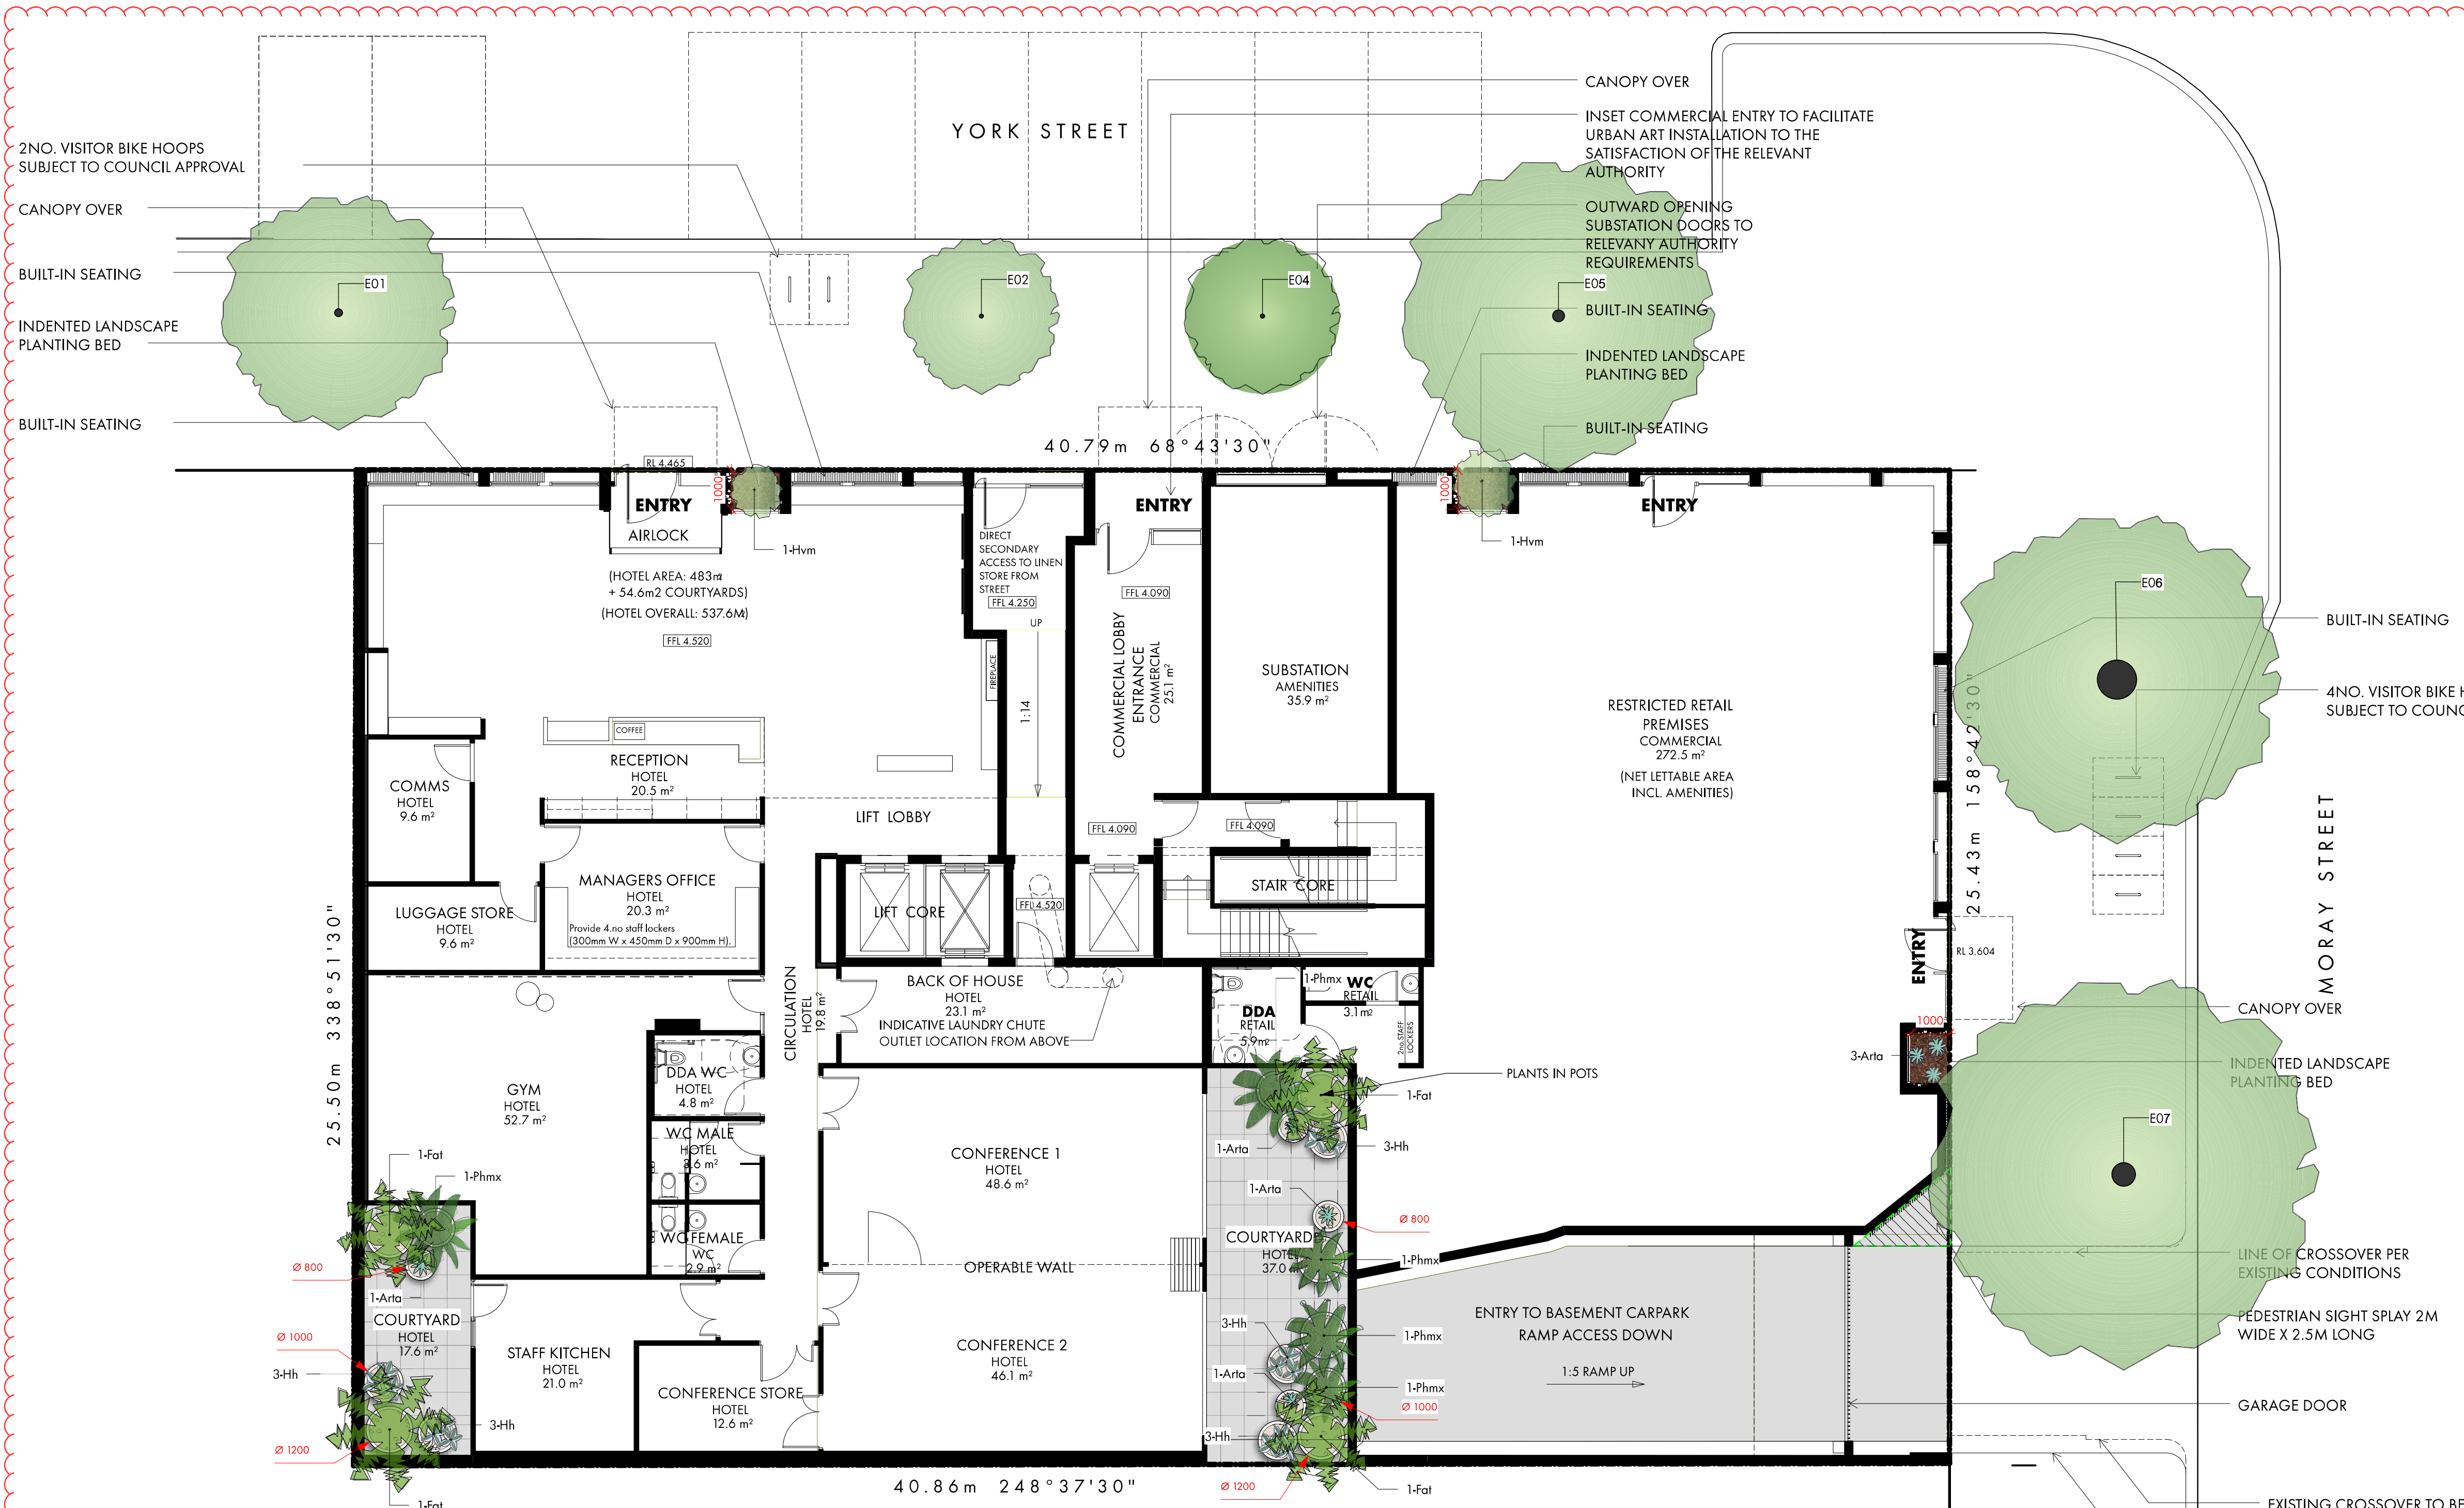 YORK STREET
2NO. VISITOR BIKE HOOPS
SUBJECT TO COUNCIL APPROVAL
CANOPY OVER
BUILT-IN SEATING
INDENTED LANDSCAPE
PLANTING BED
BUILT-IN SEATING
CANOPY OVER
INSET COMMERCIAL ENTRY TO FACILITATE
URBAN ART INSTALLATION TO THE
SATISFACTION OF THE RELEVANT
AUTHORITY
OUTWARD OPENING
SUBSTATION DOORS TO
RELEVANY AUTHORITY
REQUIREMENTS
BUILT-IN SEATING
INDENTED LANDSCAPE
PLANTING BED
BUILT-IN SEATING
E01
E02
E04
E05
E06
E07
40.79m 68°43'30"
RL 4.465
1000
ENTRY
AIRLOCK
1-Hvm
(HOTEL AREA: 483m2
+ 54.6m2 COURTYARDS)
(HOTEL OVERALL: 537.6M2)
FFL 4.520
DIRECT
SECONDARY
ACCESS TO LINEN
STORE FROM
STREET
FFL 4.250
UP
1:14
FIREPLACE
ENTRY
FFL 4.090
COMMERCIAL LOBBY
ENTRANCE
COMMERCIAL
25.1 m²
FFL 4.090
FFL 4.090
SUBSTATION
AMENITIES
35.9 m²
1000
1-Hvm
ENTRY
RESTRICTED RETAIL
PREMISES
COMMERCIAL
272.5 m²
(NET LETTABLE AREA
INCL. AMENITIES)
BUILT-IN SEATING
4NO. VISITOR BIKE
SUBJECT TO
25.43m 158°42'30"
MORAY STREET
COFFEE
RECEPTION
HOTEL
20.5 m²
COMMS
HOTEL
9.6 m²
LIFT LOBBY
MANAGERS OFFICE
HOTEL
20.3 m²
Provide 4.no staff lockers
(300mm W x 450mm D x 900mm H).
LUGGAGE STORE
HOTEL
9.6 m²
LIFT CORE
FFL 4.520
STAIR CORE
25.50m 338°51'30"
CIRCULATION
HOTEL
19.8 m²
BACK OF HOUSE
HOTEL
23.1 m²
INDICATIVE LAUNDRY CHUTE
OUTLET LOCATION FROM ABOVE
1-Phmx
WC
RETAIL
3.1m²
DDA
RETAIL
5.9m²
2no.STAFF
LOCKERS
ENTRY
RL 3.604
CANOPY OVER
1000
3-Arta
INDENTED LANDSCAPE
PLANTING BED
GYM
HOTEL
52.7 m²
DDA WC
HOTEL
4.8 m²
WC MALE
HOTEL
3.6 m²
WC FEMALE
WC
2.9 m²
CONFERENCE 1
HOTEL
48.6 m²
OPERABLE WALL
CONFERENCE 2
HOTEL
46.1 m²
PLANTS IN POTS
1-Fat
1-Arta
3-Hh
1-Arta
Ø 800
COURTYARD
HOTEL
37.0 m
1-Phmx
3-Hh
1-Phmx
1-Arta
1-Phmx
Ø 1000
3-Hh
Ø 1200
1-Fat
1-Fat
1-Phmx
Ø 800
1-Arta
COURTYARD
HOTEL
17.6 m²
Ø 1000
3-Hh
3-Hh
Ø 1200
1-Fat
STAFF KITCHEN
HOTEL
21.0 m²
CONFERENCE STORE
HOTEL
12.6 m²
ENTRY TO BASEMENT CARPARK
RAMP ACCESS DOWN
1:5 RAMP UP
LINE OF CROSSOVER PER
EXISTING CONDITIONS
PEDESTRIAN SIGHT SPLAY 2M
WIDE X 2.5M LONG
GARAGE DOOR
40.86m 248°37'30"
EXISTING CROSSOVER TO BE